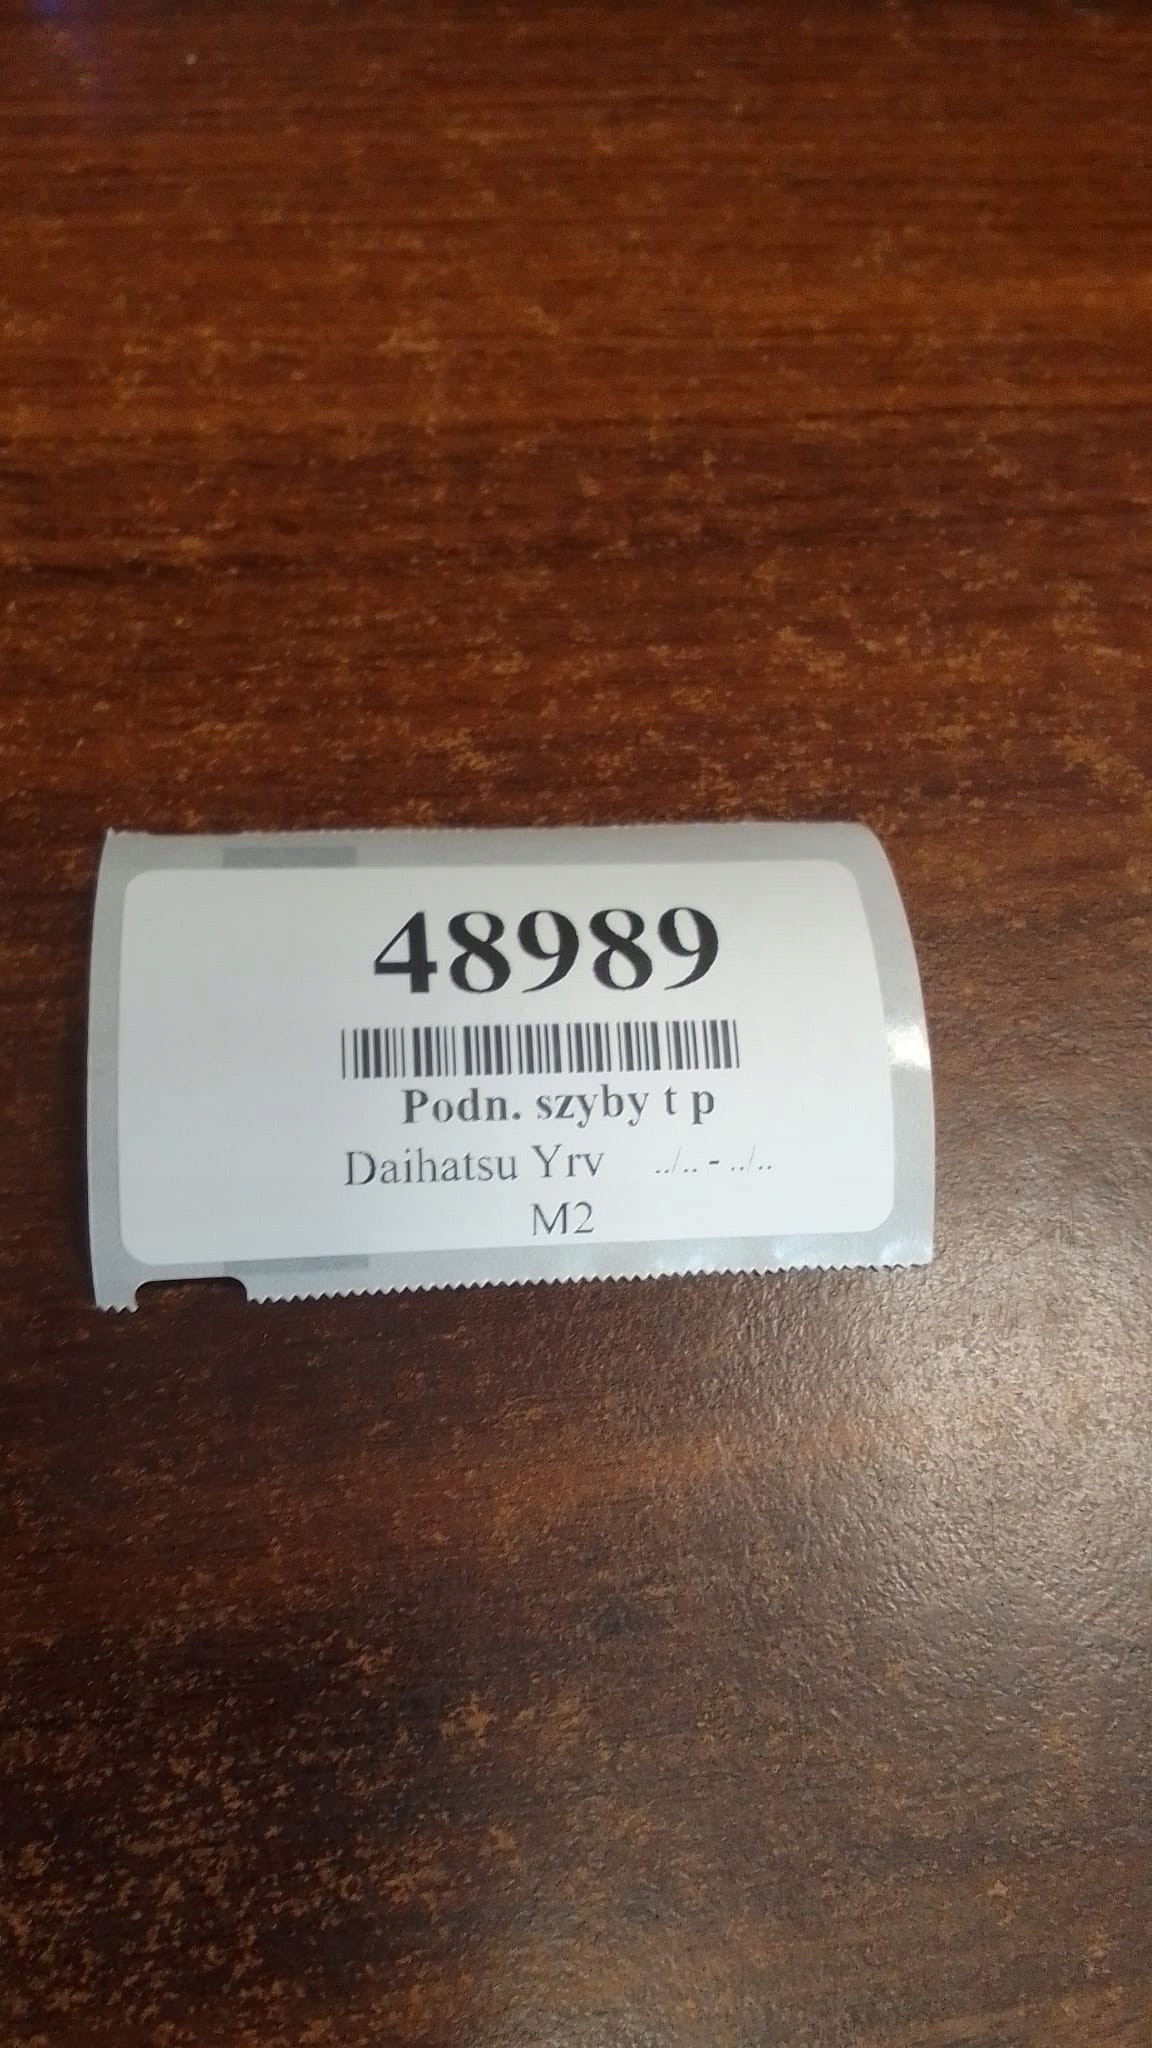 48989
Podn. szyby t p
Daihatsu Yrv ../.. - ../..
M2